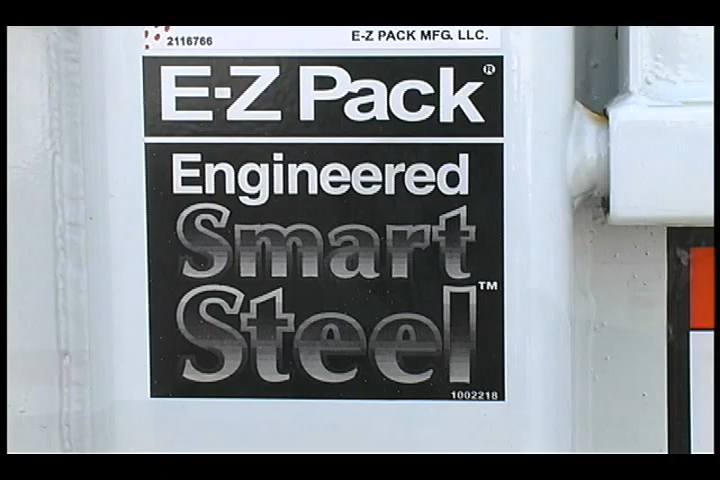 2116766 E-Z PACK MFG. LLC.
E-Z Pack®
Engineered
Smart
Steel™
1002218